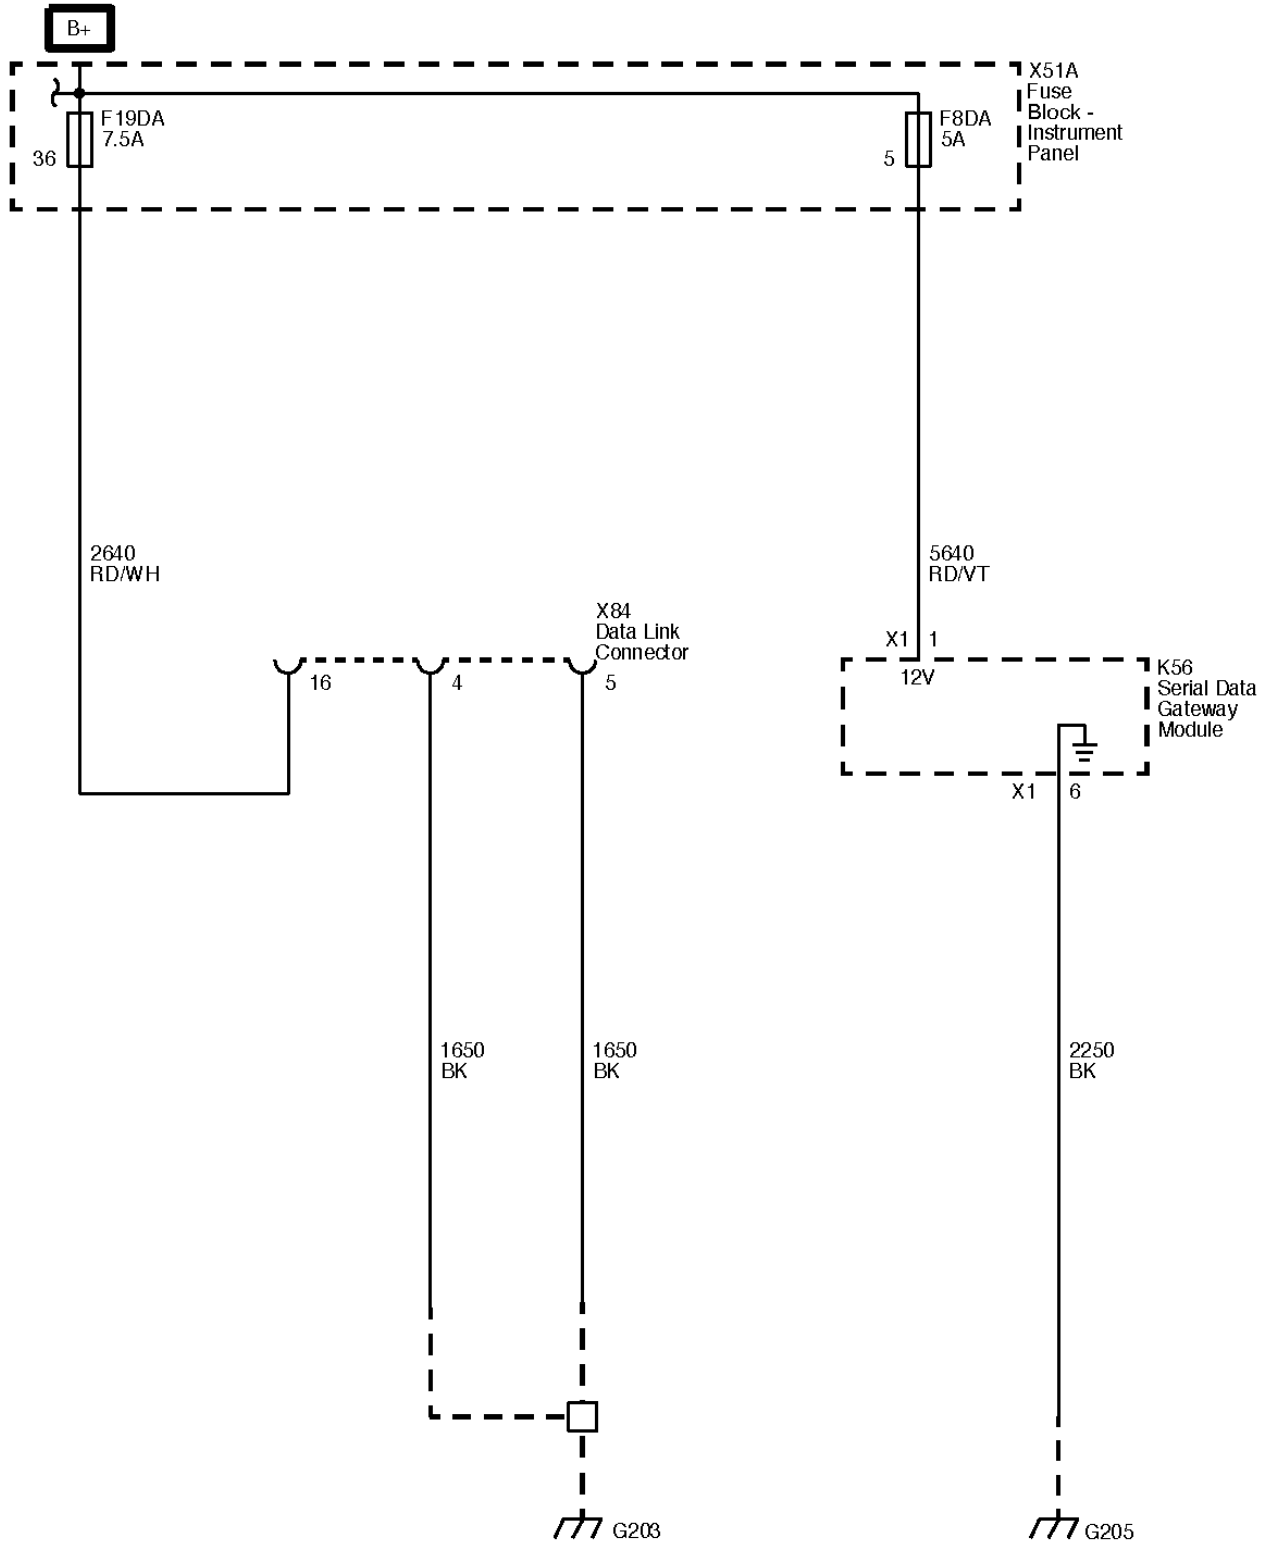 B+
X51A
Fuse
Block -
Instrument
Panel
F19DA
7.5A
36
F8DA
5A
5
2640
RD/WH
5640
RD/VT
X84
Data Link
Connector
16
4
5
X1 1
12V
K56
Serial Data
Gateway
Module
X1 6
1650
BK
1650
BK
2250
BK
G203
G205